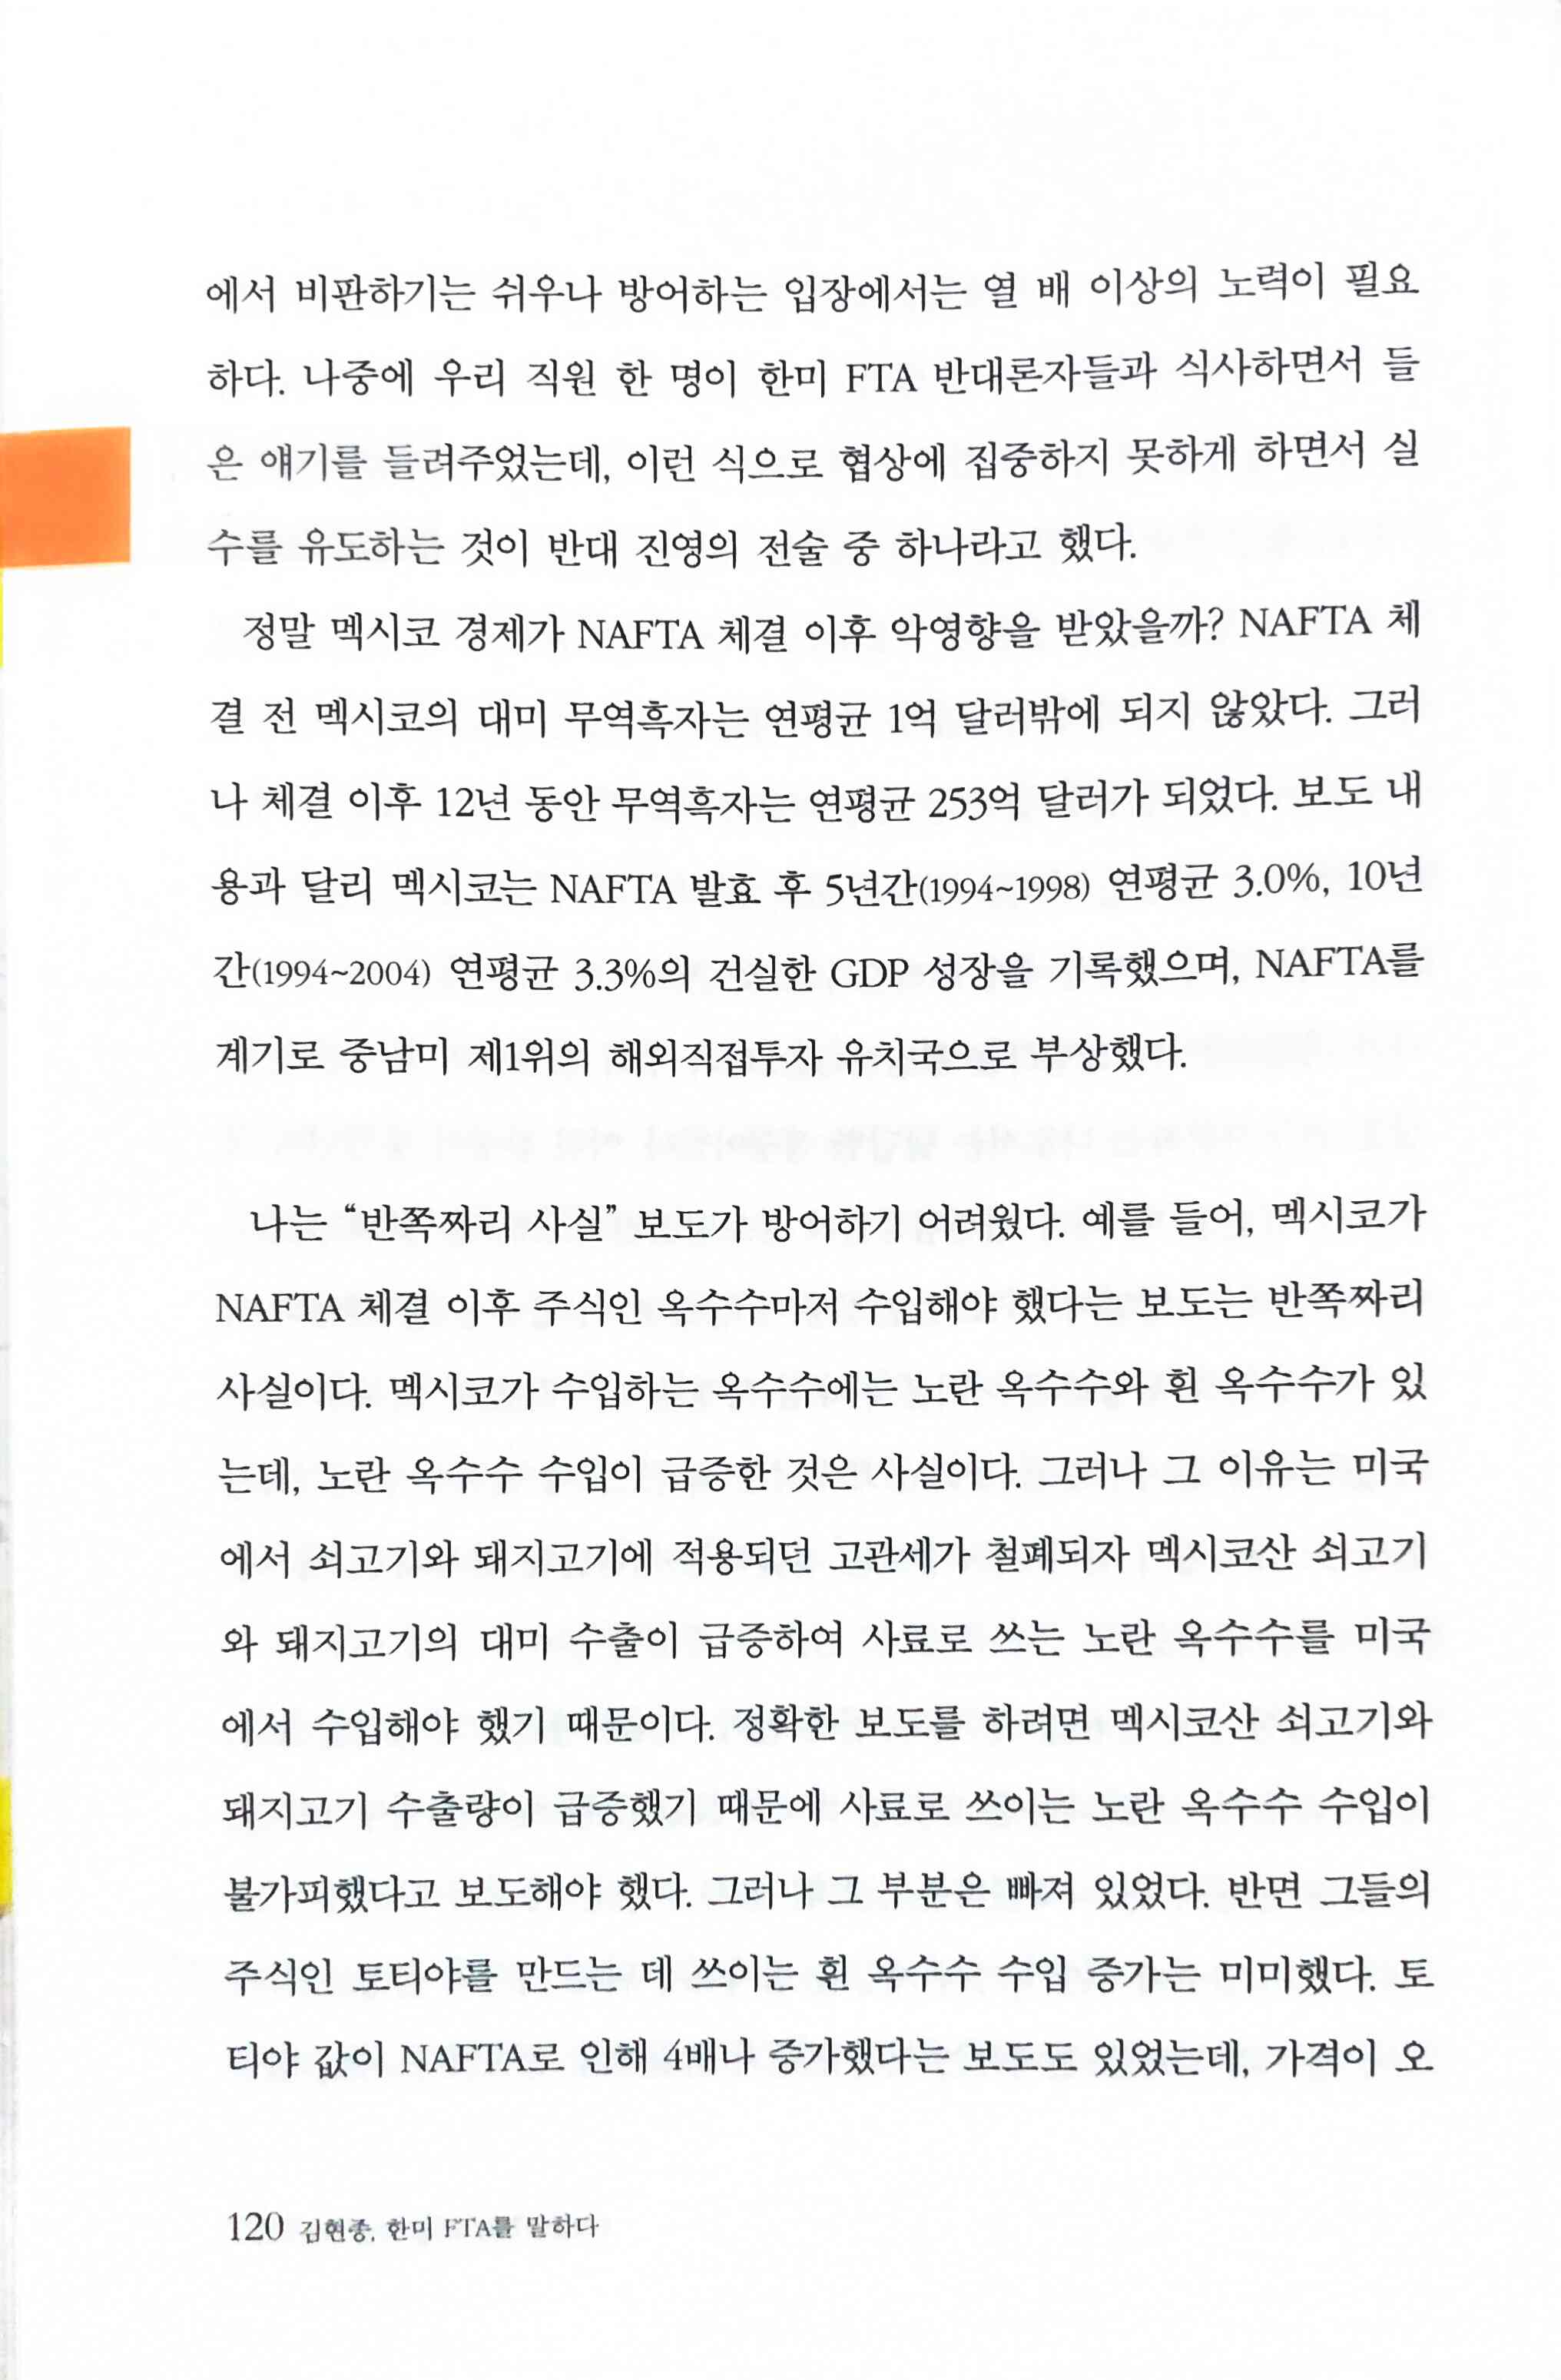 에서 비판하기는 쉬우나 방어하는 입장에서는 열 배 이상의 노력이 필요
하다. 나중에 우리 직원 한 명이 한미 FTA 반대론자들과 식사하면서 들
은 얘기를 들려주었는데, 이런 식으로 협상에 집중하지 못하게 하면서 실
수를 유도하는 것이 반대 진영의 전술 중 하나라고 했다.
정말 멕시코 경제가 NAFTA 체결 이후 악영향을 받았을까? NAFTA 체
결 전 멕시코의 대미 무역흑자는 연평균 1억 달러밖에 되지 않았다. 그러
나 체결 이후 12년 동안 무역흑자는 연평균 253억 달러가 되었다. 보도 내
용과 달리 멕시코는 NAFTA 발효 후 5년간(1994~1998) 연평균 3.0%, 10년
간(1994~2004) 연평균 3.3%의 건실한 GDP 성장을 기록했으며, NAFTA를
계기로 중남미 제1위의 해외직접투자 유치국으로 부상했다.
나는 “반쪽짜리 사실” 보도가 방어하기 어려웠다. 예를 들어, 멕시코가
NAFTA 체결 이후 주식인 옥수수마저 수입해야 했다는 보도는 반쪽짜리
사실이다. 멕시코가 수입하는 옥수수에는 노란 옥수수와 흰 옥수수가 있
는데, 노란 옥수수 수입이 급증한 것은 사실이다. 그러나 그 이유는 미국
에서 쇠고기와 돼지고기에 적용되던 고관세가 철폐되자 멕시코산 쇠고기
와 돼지고기의 대미 수출이 급증하여 사료로 쓰는 노란 옥수수를 미국
에서 수입해야 했기 때문이다. 정확한 보도를 하려면 멕시코산 쇠고기와
돼지고기 수출량이 급증했기 때문에 사료로 쓰이는 노란 옥수수 수입이
불가피했다고 보도해야 했다. 그러나 그 부분은 빠져 있었다. 반면 그들의
주식인 토티야를 만드는 데 쓰이는 흰 옥수수 수입 증가는 미미했다. 토
티야 값이 NAFTA로 인해 4배나 증가했다는 보도도 있었는데, 가격이 오
120 김현종, 한미 FTA를 말하다